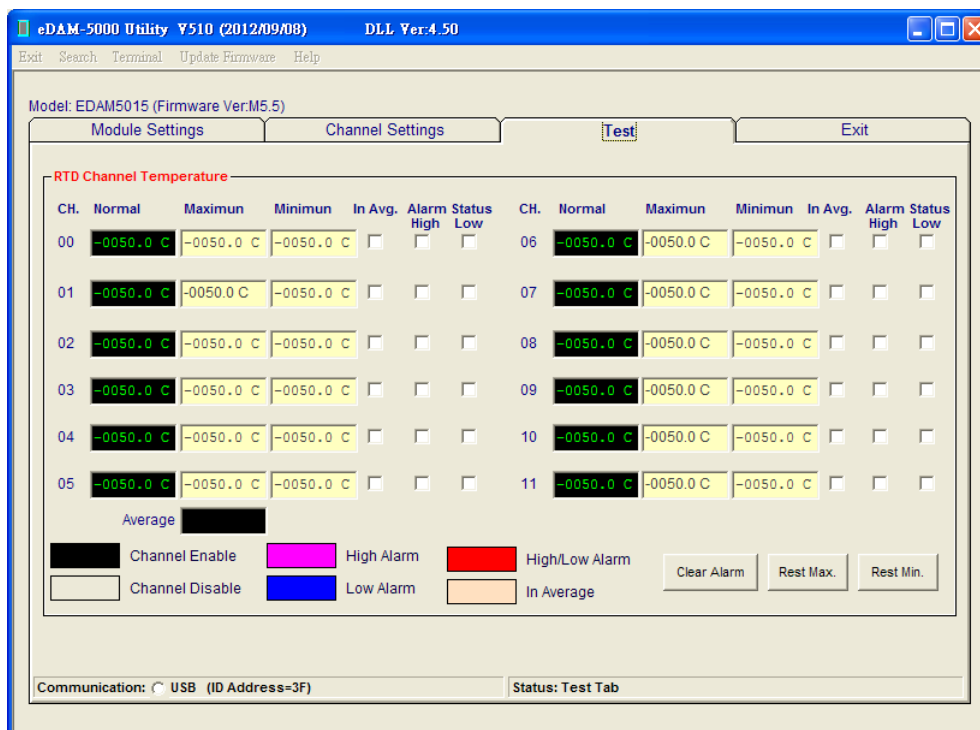 eDAM-5000 Utility V510 (2012/09/08) DLL Ver:4.50
Exit Search Terminal Update Firmware Help
Model: EDAM5015 (Firmware Ver:M5.5)
Module Settings Channel Settings Test Exit
RTD Channel Temperature
CH. Normal Maximun Minimun In Avg. Alarm Status CH. Normal Maximun Minimun In Avg. Alarm Status
High Low High Low
00 -0050.0 C -0050.0 C -0050.0 C 06 -0050.0 C -0050.0 C -0050.0 C
01 -0050.0 C -0050.0 C -0050.0 C 07 -0050.0 C -0050.0 C -0050.0 C
02 -0050.0 C -0050.0 C -0050.0 C 08 -0050.0 C -0050.0 C -0050.0 C
03 -0050.0 C -0050.0 C -0050.0 C 09 -0050.0 C -0050.0 C -0050.0 C
04 -0050.0 C -0050.0 C -0050.0 C 10 -0050.0 C -0050.0 C -0050.0 C
05 -0050.0 C -0050.0 C -0050.0 C 11 -0050.0 C -0050.0 C -0050.0 C
Average
Channel Enable High Alarm High/Low Alarm Clear Alarm Rest Max. Rest Min.
Channel Disable Low Alarm In Average
Communication: USB (ID Address=3F) Status: Test Tab